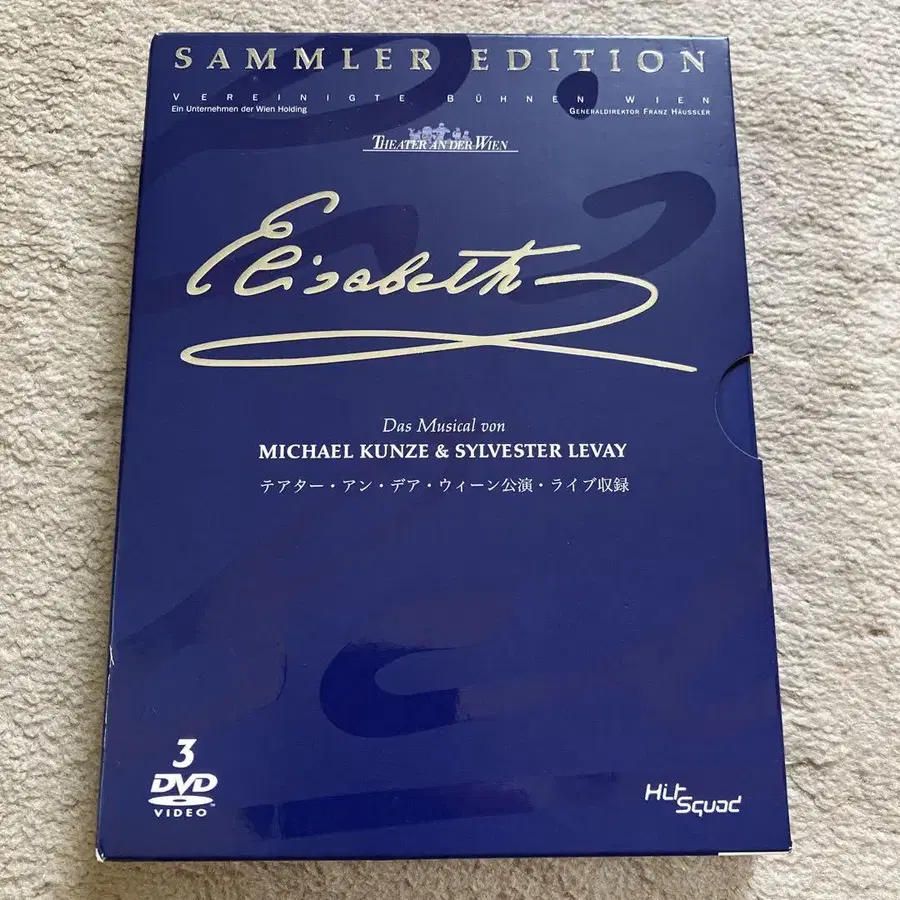 SAMMLER EDITION
VEREINIGTE BÜHNEN WIEN
Ein Unternehmen der Wien Holding
GENERALDIREKTOR FRANZ HÄUSSLER
THEATER AN DER WIEN
Elisabeth
Das Musical von
MICHAEL KUNZE & SYLVESTER LEVAY
テアター・アン・デア・ウィーン公演・ライブ収録
3
DVD
VIDEO
Hit
Squad